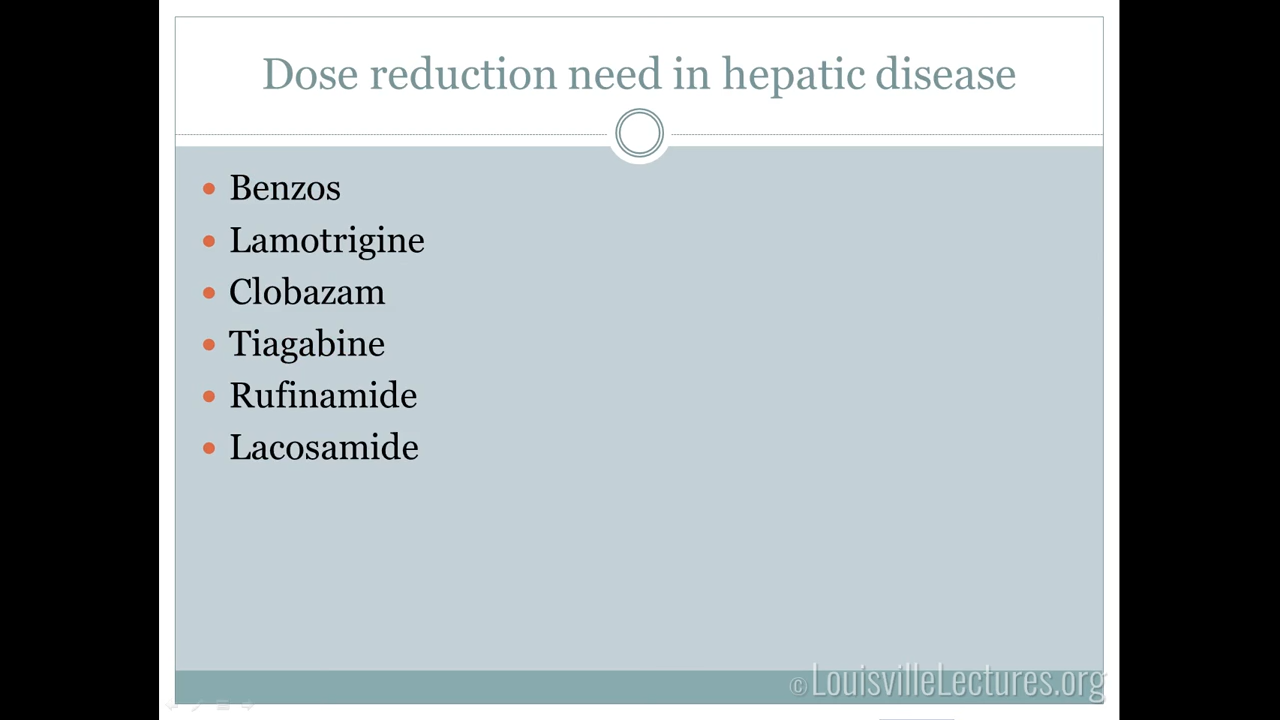 Dose reduction need in hepatic disease
Benzos
Lamotrigine
Clobazam
Tiagabine
Rufinamide
Lacosamide
© LouisvilleLectures.org